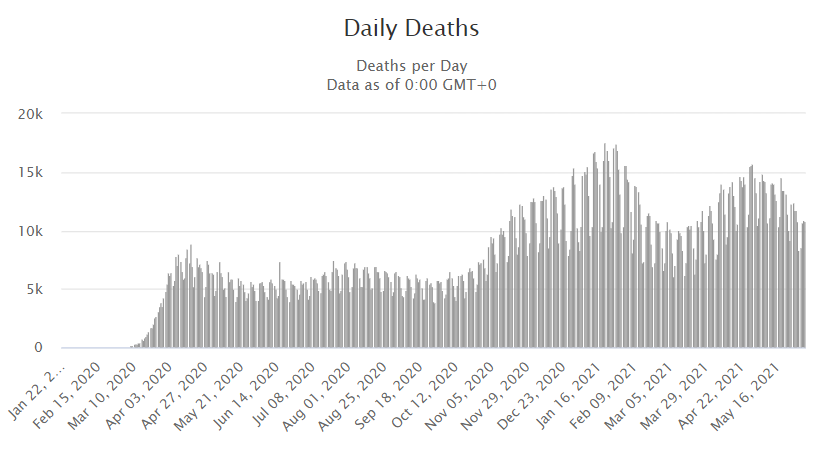 Daily Deaths
Deaths per Day
Data as of 0:00 GMT+0
20k
15k
10k
5k
0
Jan 22, 2...
Feb 15, 2020
Mar 10, 2020
Apr 03, 2020
Apr 27, 2020
May 21, 2020
Jun 14, 2020
Jul 08, 2020
Aug 01, 2020
Aug 25, 2020
Sep 18, 2020
Oct 12, 2020
Nov 05, 2020
Nov 29, 2020
Dec 23, 2020
Jan 16, 2021
Feb 09, 2021
Mar 05, 2021
Mar 29, 2021
Apr 22, 2021
May 16, 2021